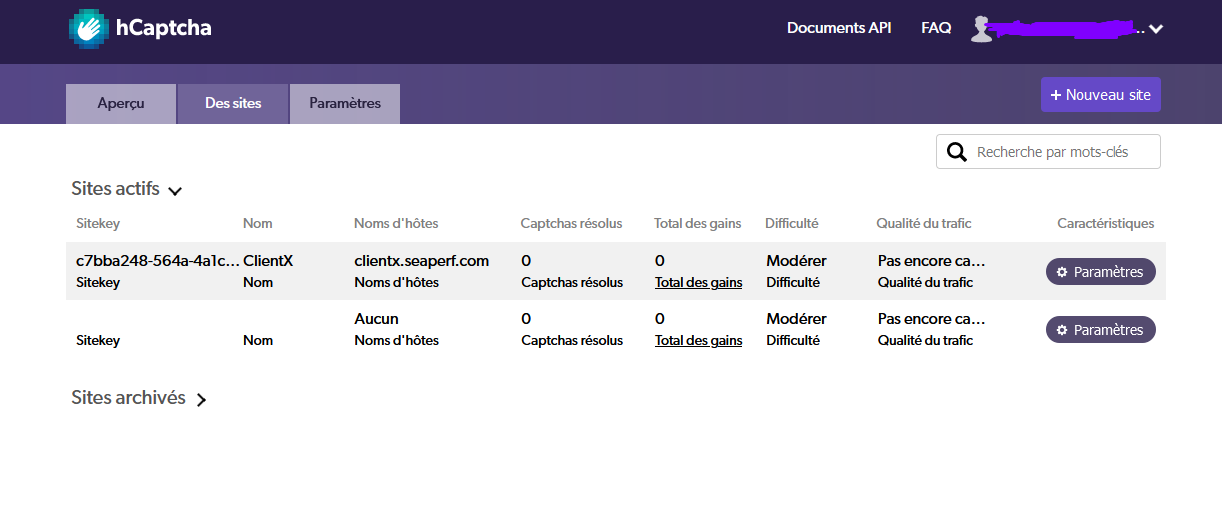 hCaptcha
Documents API FAQ ..
Aperçu Des sites Paramètres + Nouveau site
Recherche par mots-clés
Sites actifs
Sitekey Nom Noms d'hôtes Captchas résolus Total des gains Difficulté Qualité du trafic Caractéristiques
c7bba248-564a-4a1c... ClientX clientx.seaperf.com 0 0 Modérer Pas encore ca... Paramètres
Sitekey Nom Noms d'hôtes Captchas résolus Total des gains Difficulté Qualité du trafic
Aucun 0 0 Modérer Pas encore ca... Paramètres
Sitekey Nom Noms d'hôtes Captchas résolus Total des gains Difficulté Qualité du trafic
Sites archivés